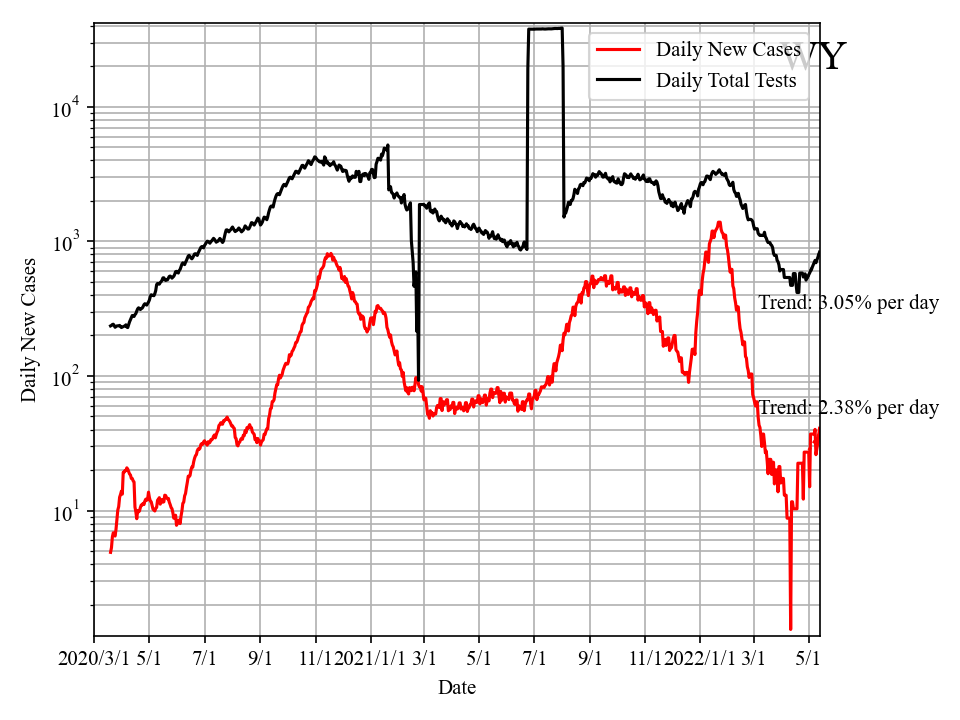 WY
Daily New Cases
Daily Total Tests
10^4
10^3
10^2
10^1
Daily New Cases
Trend: 3.05% per day
Trend: 2.38% per day
2020/3/1 5/1 7/1 9/1 11/1 2021/1/1 3/1 5/1 7/1 9/1 11/1 2022/1/1 3/1 5/1
Date